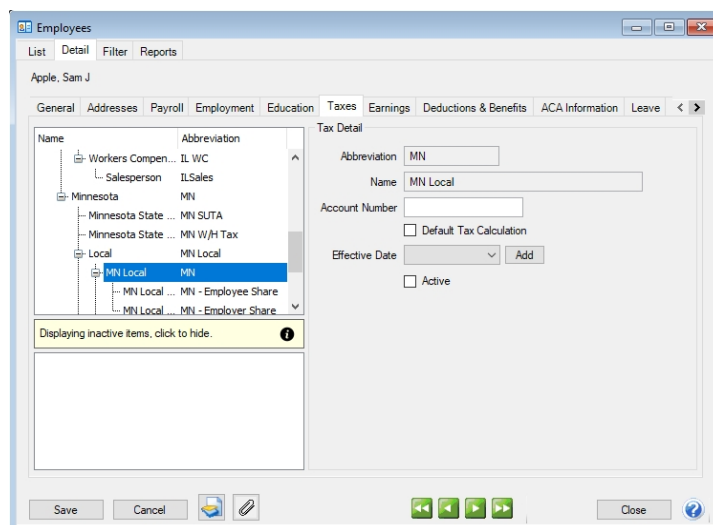 Employees
List Detail Filter Reports
Apple, Sam J
General Addresses Payroll Employment Education Taxes Earnings Deductions & Benefits ACA Information Leave
Name Abbreviation
Workers Compen... IL WC
Salesperson ILSales
Minnesota MN
Minnesota State ... MN SUTA
Minnesota State ... MN W/H Tax
Local MN Local
MN Local MN
MN Local ... MN - Employee Share
MN Local ... MN - Employer Share
Displaying inactive items, click to hide.
Tax Detail
Abbreviation MN
Name MN Local
Account Number
Default Tax Calculation
Effective Date Add
Active
Save Cancel Close